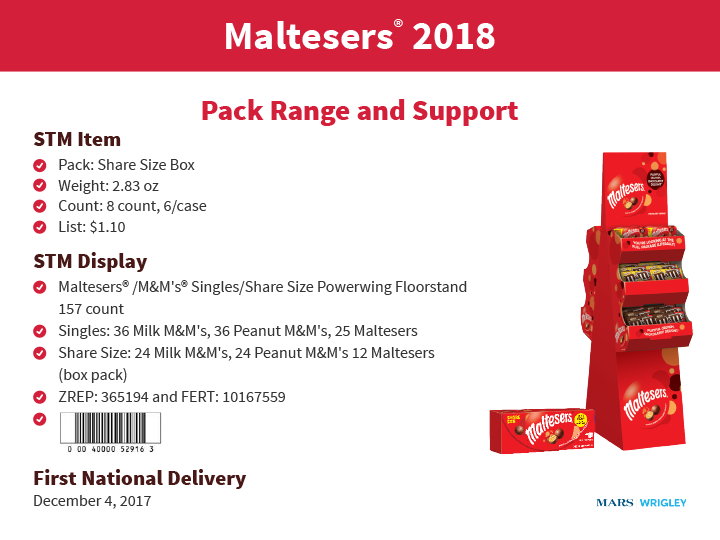 Maltesers® 2018
Pack Range and Support
STM Item
Pack: Share Size Box
Weight: 2.83 oz
Count: 8 count, 6/case
List: $1.10
STM Display
Maltesers® /M&M's® Singles/Share Size Powerwing Floorstand
157 count
Singles: 36 Milk M&M's, 36 Peanut M&M's, 25 Maltesers
Share Size: 24 Milk M&M's, 24 Peanut M&M's 12 Maltesers
(box pack)
ZREP: 365194 and FERT: 10167559
0 00 40000 52916 3
First National Delivery
December 4, 2017
Maltesers
Maltesers
SHARE SIZE
Maltesers
MARS WRIGLEY